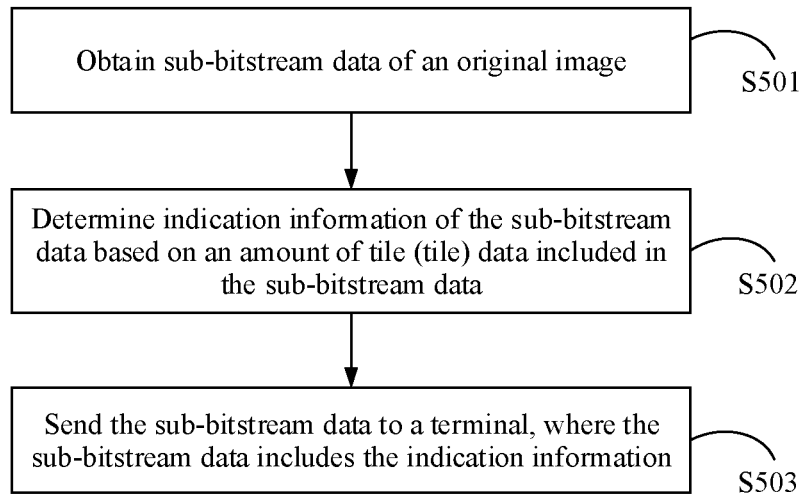 Obtain sub-bitstream data of an original image
S501
Determine indication information of the sub-bitstream
data based on an amount of tile (tile) data included in
the sub-bitstream data
S502
Send the sub-bitstream data to a terminal, where the
sub-bitstream data includes the indication information
S503